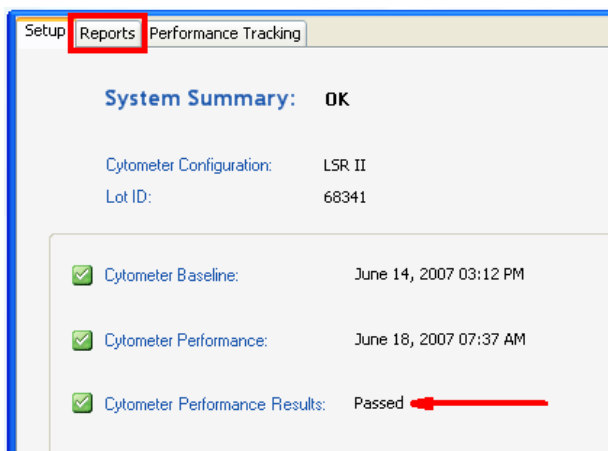 Setup Reports Performance Tracking
System Summary: OK
Cytometer Configuration: LSR II
Lot ID: 68341
Cytometer Baseline: June 14, 2007 03:12 PM
Cytometer Performance: June 18, 2007 07:37 AM
Cytometer Performance Results: Passed